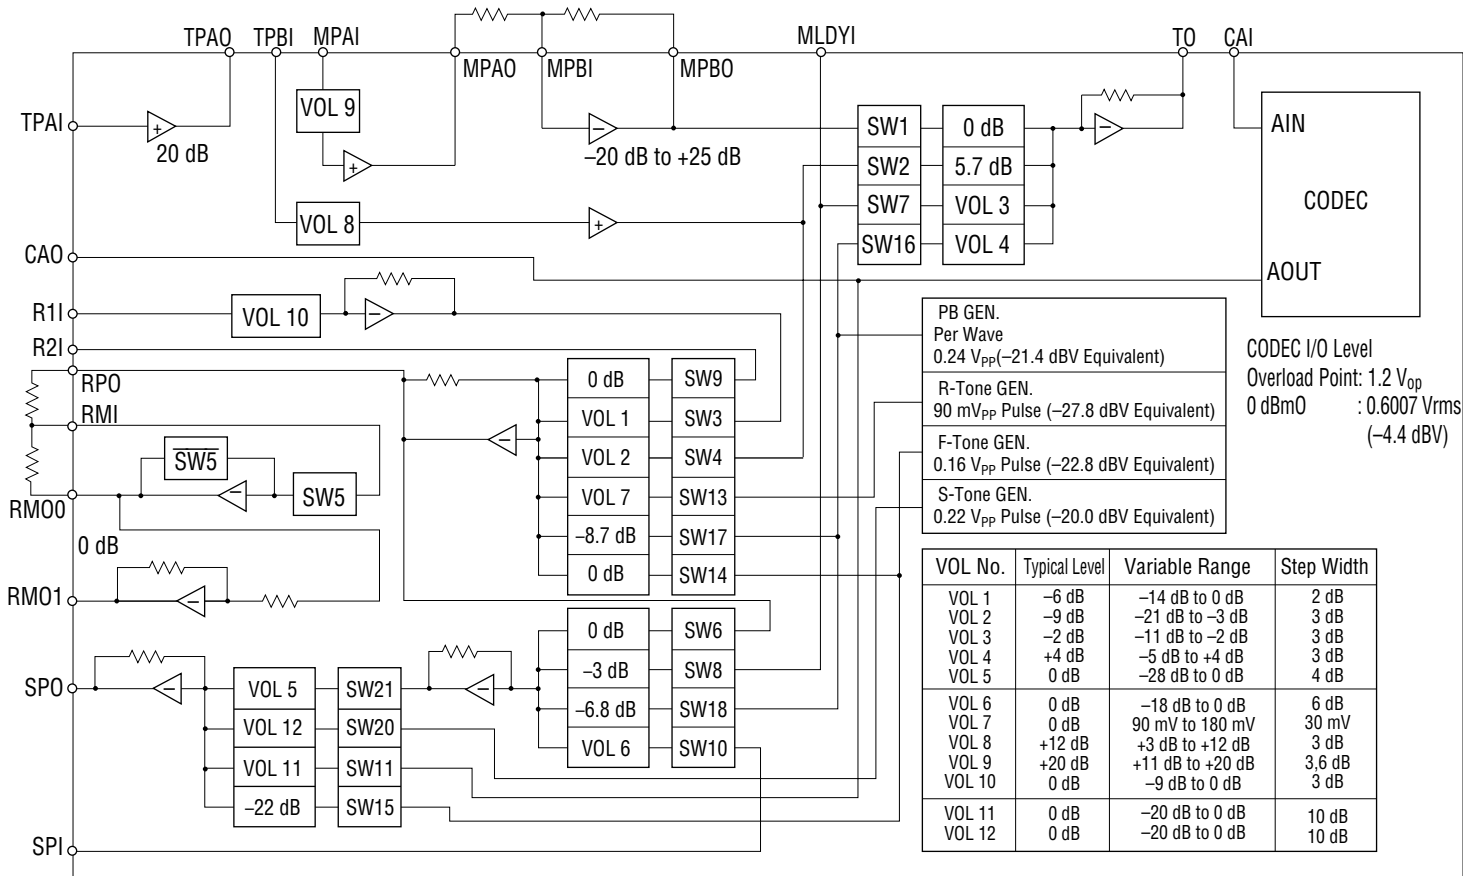 TPAO TPBI MPAI MLDYI TO CAI
MPAO MPBI MPBO
TPAI
+
20 dB
VOL 9
+
–
–20 dB to +25 dB
SW1 0 dB
SW2 5.7 dB
SW7 VOL 3
SW16 VOL 4
–
AIN
CODEC
AOUT
VOL 8
+
CAO
R1I
VOL 10
–
R2I
RPO
RMI
SW5
–
SW5
RMO0
0 dB
RMO1
–
–
0 dB SW9
VOL 1 SW3
VOL 2 SW4
VOL 7 SW13
–8.7 dB SW17
0 dB SW14
PB GEN.
Per Wave
0.24 VPP(–21.4 dBV Equivalent)
R-Tone GEN.
90 mVPP Pulse (–27.8 dBV Equivalent)
F-Tone GEN.
0.16 VPP Pulse (–22.8 dBV Equivalent)
S-Tone GEN.
0.22 VPP Pulse (–20.0 dBV Equivalent)
CODEC I/O Level
Overload Point: 1.2 Vop
0 dBmO : 0.6007 Vrms
(–4.4 dBV)
0 dB SW6
–3 dB SW8
–6.8 dB SW18
VOL 6 SW10
–
SPO
–
VOL 5 SW21
VOL 12 SW20
VOL 11 SW11
–22 dB SW15
SPI
VOL No. Typical Level Variable Range Step Width
VOL 1 –6 dB –14 dB to 0 dB 2 dB
VOL 2 –9 dB –21 dB to –3 dB 3 dB
VOL 3 –2 dB –11 dB to –2 dB 3 dB
VOL 4 +4 dB –5 dB to +4 dB 3 dB
VOL 5 0 dB –28 dB to 0 dB 4 dB
VOL 6 0 dB –18 dB to 0 dB 6 dB
VOL 7 0 dB 90 mV to 180 mV 30 mV
VOL 8 +12 dB +3 dB to +12 dB 3 dB
VOL 9 +20 dB +11 dB to +20 dB 3,6 dB
VOL 10 0 dB –9 dB to 0 dB 3 dB
VOL 11 0 dB –20 dB to 0 dB 10 dB
VOL 12 0 dB –20 dB to 0 dB 10 dB